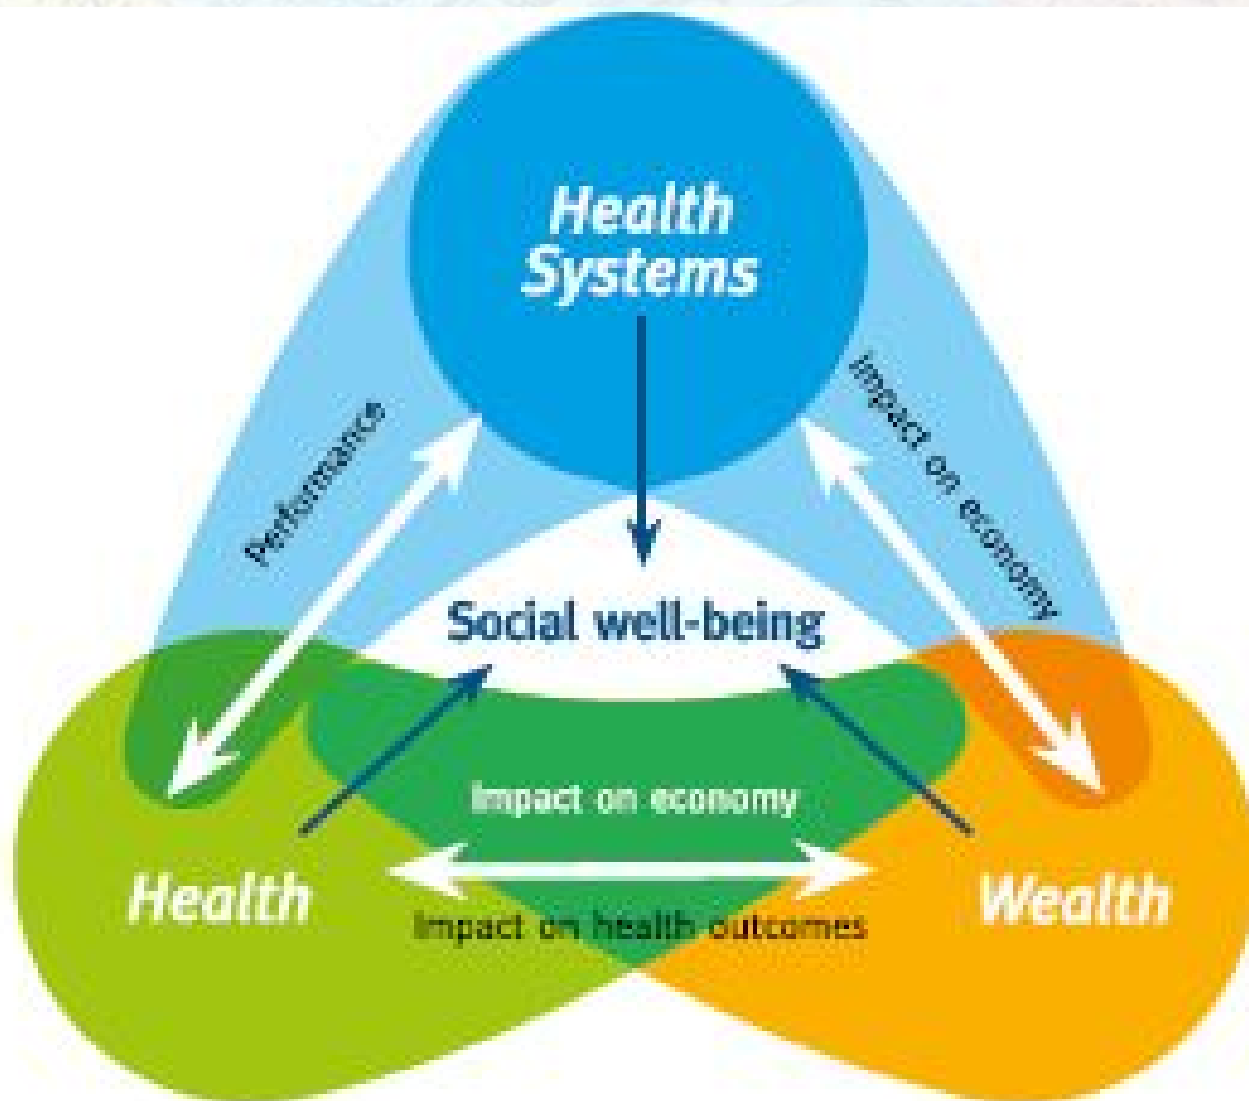 Health
Systems
Performance
impact on economy
Social well-being
Impact on economy
Health
Wealth
Impact on health outcomes